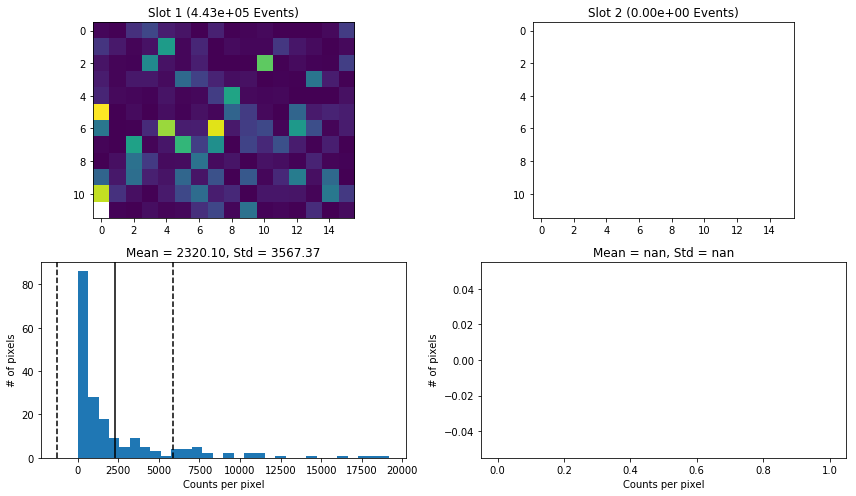 Slot 1 (4.43e+05 Events)
0
2
4
6
8
10
0 2 4 6 8 10 12 14
Slot 2 (0.00e+00 Events)
0
2
4
6
8
10
0 2 4 6 8 10 12 14
Mean = 2320.10, Std = 3567.37
# of pixels
80
60
40
20
0
0 2500 5000 7500 10000 12500 15000 17500 20000
Counts per pixel
Mean = nan, Std = nan
# of pixels
0.04
0.02
0.00
−0.02
−0.04
0.0 0.2 0.4 0.6 0.8 1.0
Counts per pixel